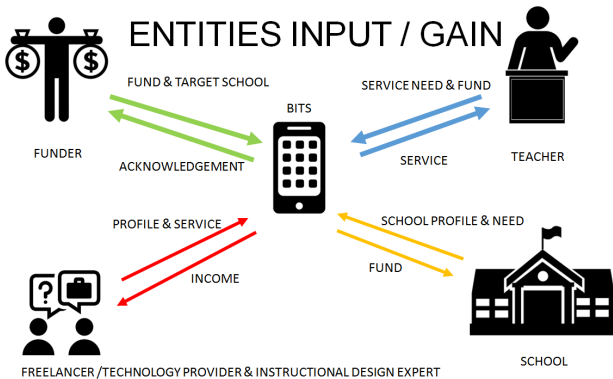 ENTITIES INPUT / GAIN
$ $
FUND & TARGET SCHOOL
SERVICE NEED & FUND
BITS
FUNDER
ACKNOWLEDGEMENT
SERVICE
TEACHER
PROFILE & SERVICE
SCHOOL PROFILE & NEED
INCOME
FUND
?
FREELANCER /TECHNOLOGY PROVIDER & INSTRUCTIONAL DESIGN EXPERT
SCHOOL